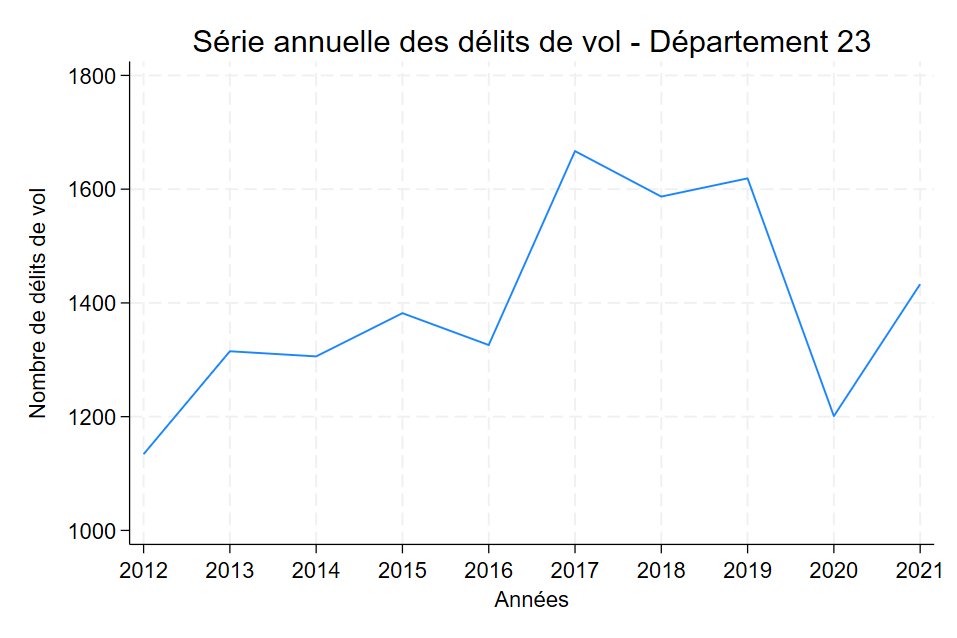 Série annuelle des délits de vol - Département 23
Nombre de délits de vol
1800
1600
1400
1200
1000
2012 2013 2014 2015 2016 2017 2018 2019 2020 2021
Années